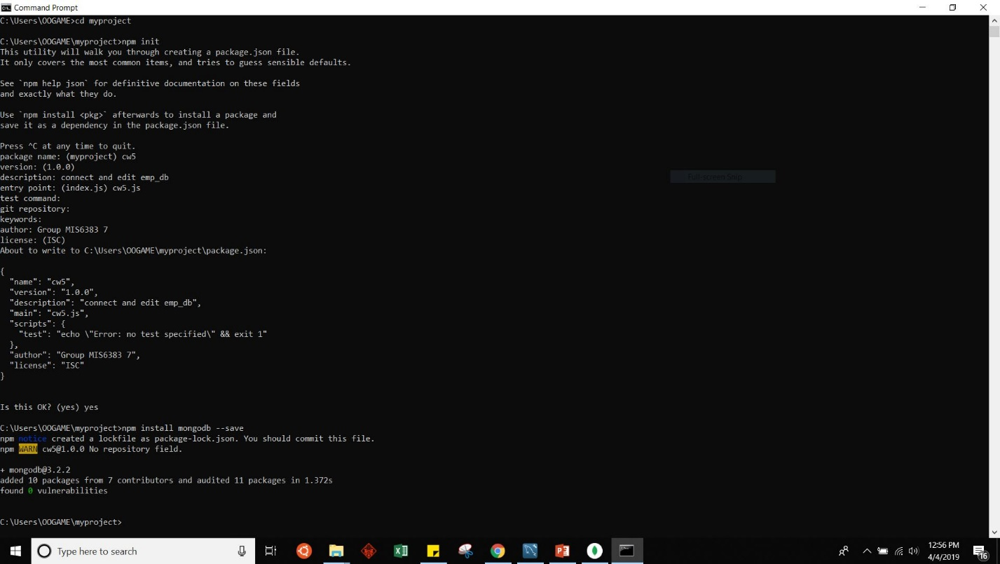 Command Prompt
C:\Users\OOGAME>cd myproject
C:\Users\OOGAME\myproject>npm init
This utility will walk you through creating a package.json file.
It only covers the most common items, and tries to guess sensible defaults.
See `npm help json` for definitive documentation on these fields
and exactly what they do.
Use `npm install <pkg>` afterwards to install a package and
save it as a dependency in the package.json file.
Press ^C at any time to quit.
package name: (myproject) cw5
version: (1.0.0)
description: connect and edit emp_db
entry point: (index.js) cw5.js
Full-screen Snip
test command:
git repository:
keywords:
author: Group MIS6383 7
license: (ISC)
About to write to C:\Users\OOGAME\myproject\package.json:
{
  "name": "cw5",
  "version": "1.0.0",
  "description": "connect and edit emp_db",
  "main": "cw5.js",
  "scripts": {
    "test": "echo \"Error: no test specified\" && exit 1"
  },
  "author": "Group MIS6383 7",
  "license": "ISC"
}
Is this OK? (yes) yes
C:\Users\OOGAME\myproject>npm install mongodb --save
npm notice created a lockfile as package-lock.json. You should commit this file.
npm WARN cw5@1.0.0 No repository field.
+ mongodb@3.2.2
added 10 packages from 7 contributors and audited 11 packages in 1.372s
found 0 vulnerabilities
C:\Users\OOGAME\myproject>
Type here to search
12:56 PM
4/4/2019
16